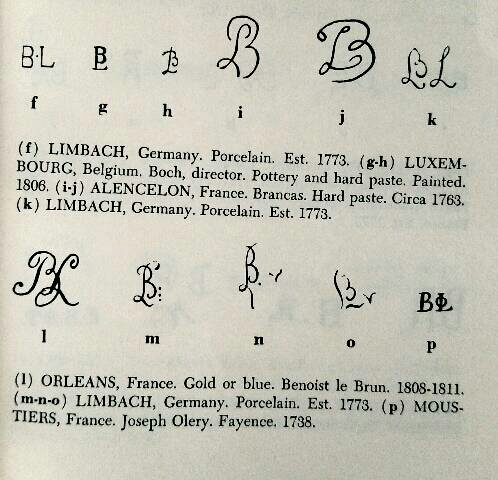 B·L B B B B BL
f g h i j k
(f) LIMBACH, Germany. Porcelain. Est. 1773. (g-h) LUXEM-
BOURG, Belgium. Boch, director. Pottery and hard paste. Painted.
1806. (i-j) ALENCELON, France. Brancas. Hard paste. Circa 1763.
(k) LIMBACH, Germany. Porcelain. Est. 1773.
l m n o p
(l) ORLEANS, France. Gold or blue. Benoist le Brun. 1808-1811.
(m-n-o) LIMBACH, Germany. Porcelain. Est. 1773. (p) MOUS-
TIERS, France. Joseph Olery. Fayence. 1738.